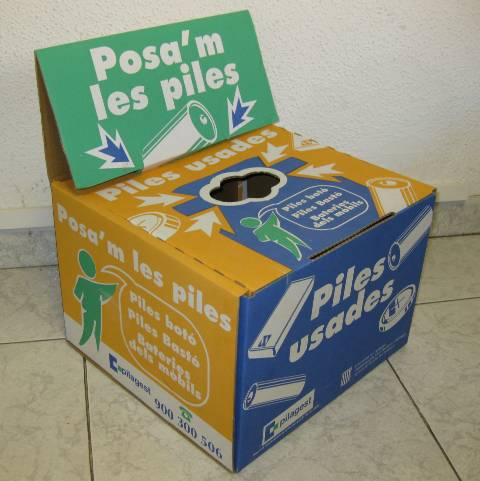 Posa'm
les piles
Piles usades
Piles botó
Piles Bastó
Bateries
dels mòbils
Posa'm les piles
Piles botó
Piles Bastó
Bateries
dels mòbils
pilagest
900 300 506
Piles
usades
4V
pilagest